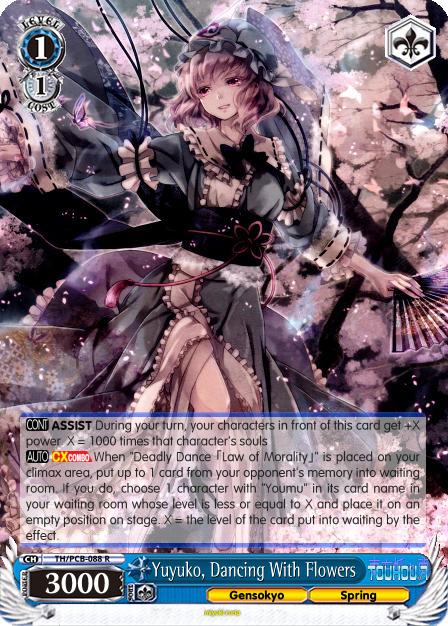 LEVEL
1
1
COST
CONT ASSIST During your turn, your characters in front of this card get +X
power. X = 1000 times that character's souls
AUTO CXCOMBO When "Deadly Dance「Law of Morality」" is placed on your
climax area, put up to 1 card from your opponent's memory into waiting
room. If you do, choose 1 character with "Youmu" in its card name in
your waiting room whose level is less or equal to X and place it on an
empty position on stage. X = the level of the card put into waiting by the
effect.
CH TH/PCB-088 R
POWER
3000
SOUL
Yuyuko, Dancing With Flowers
TOUHOU
Gensokyo
Spring